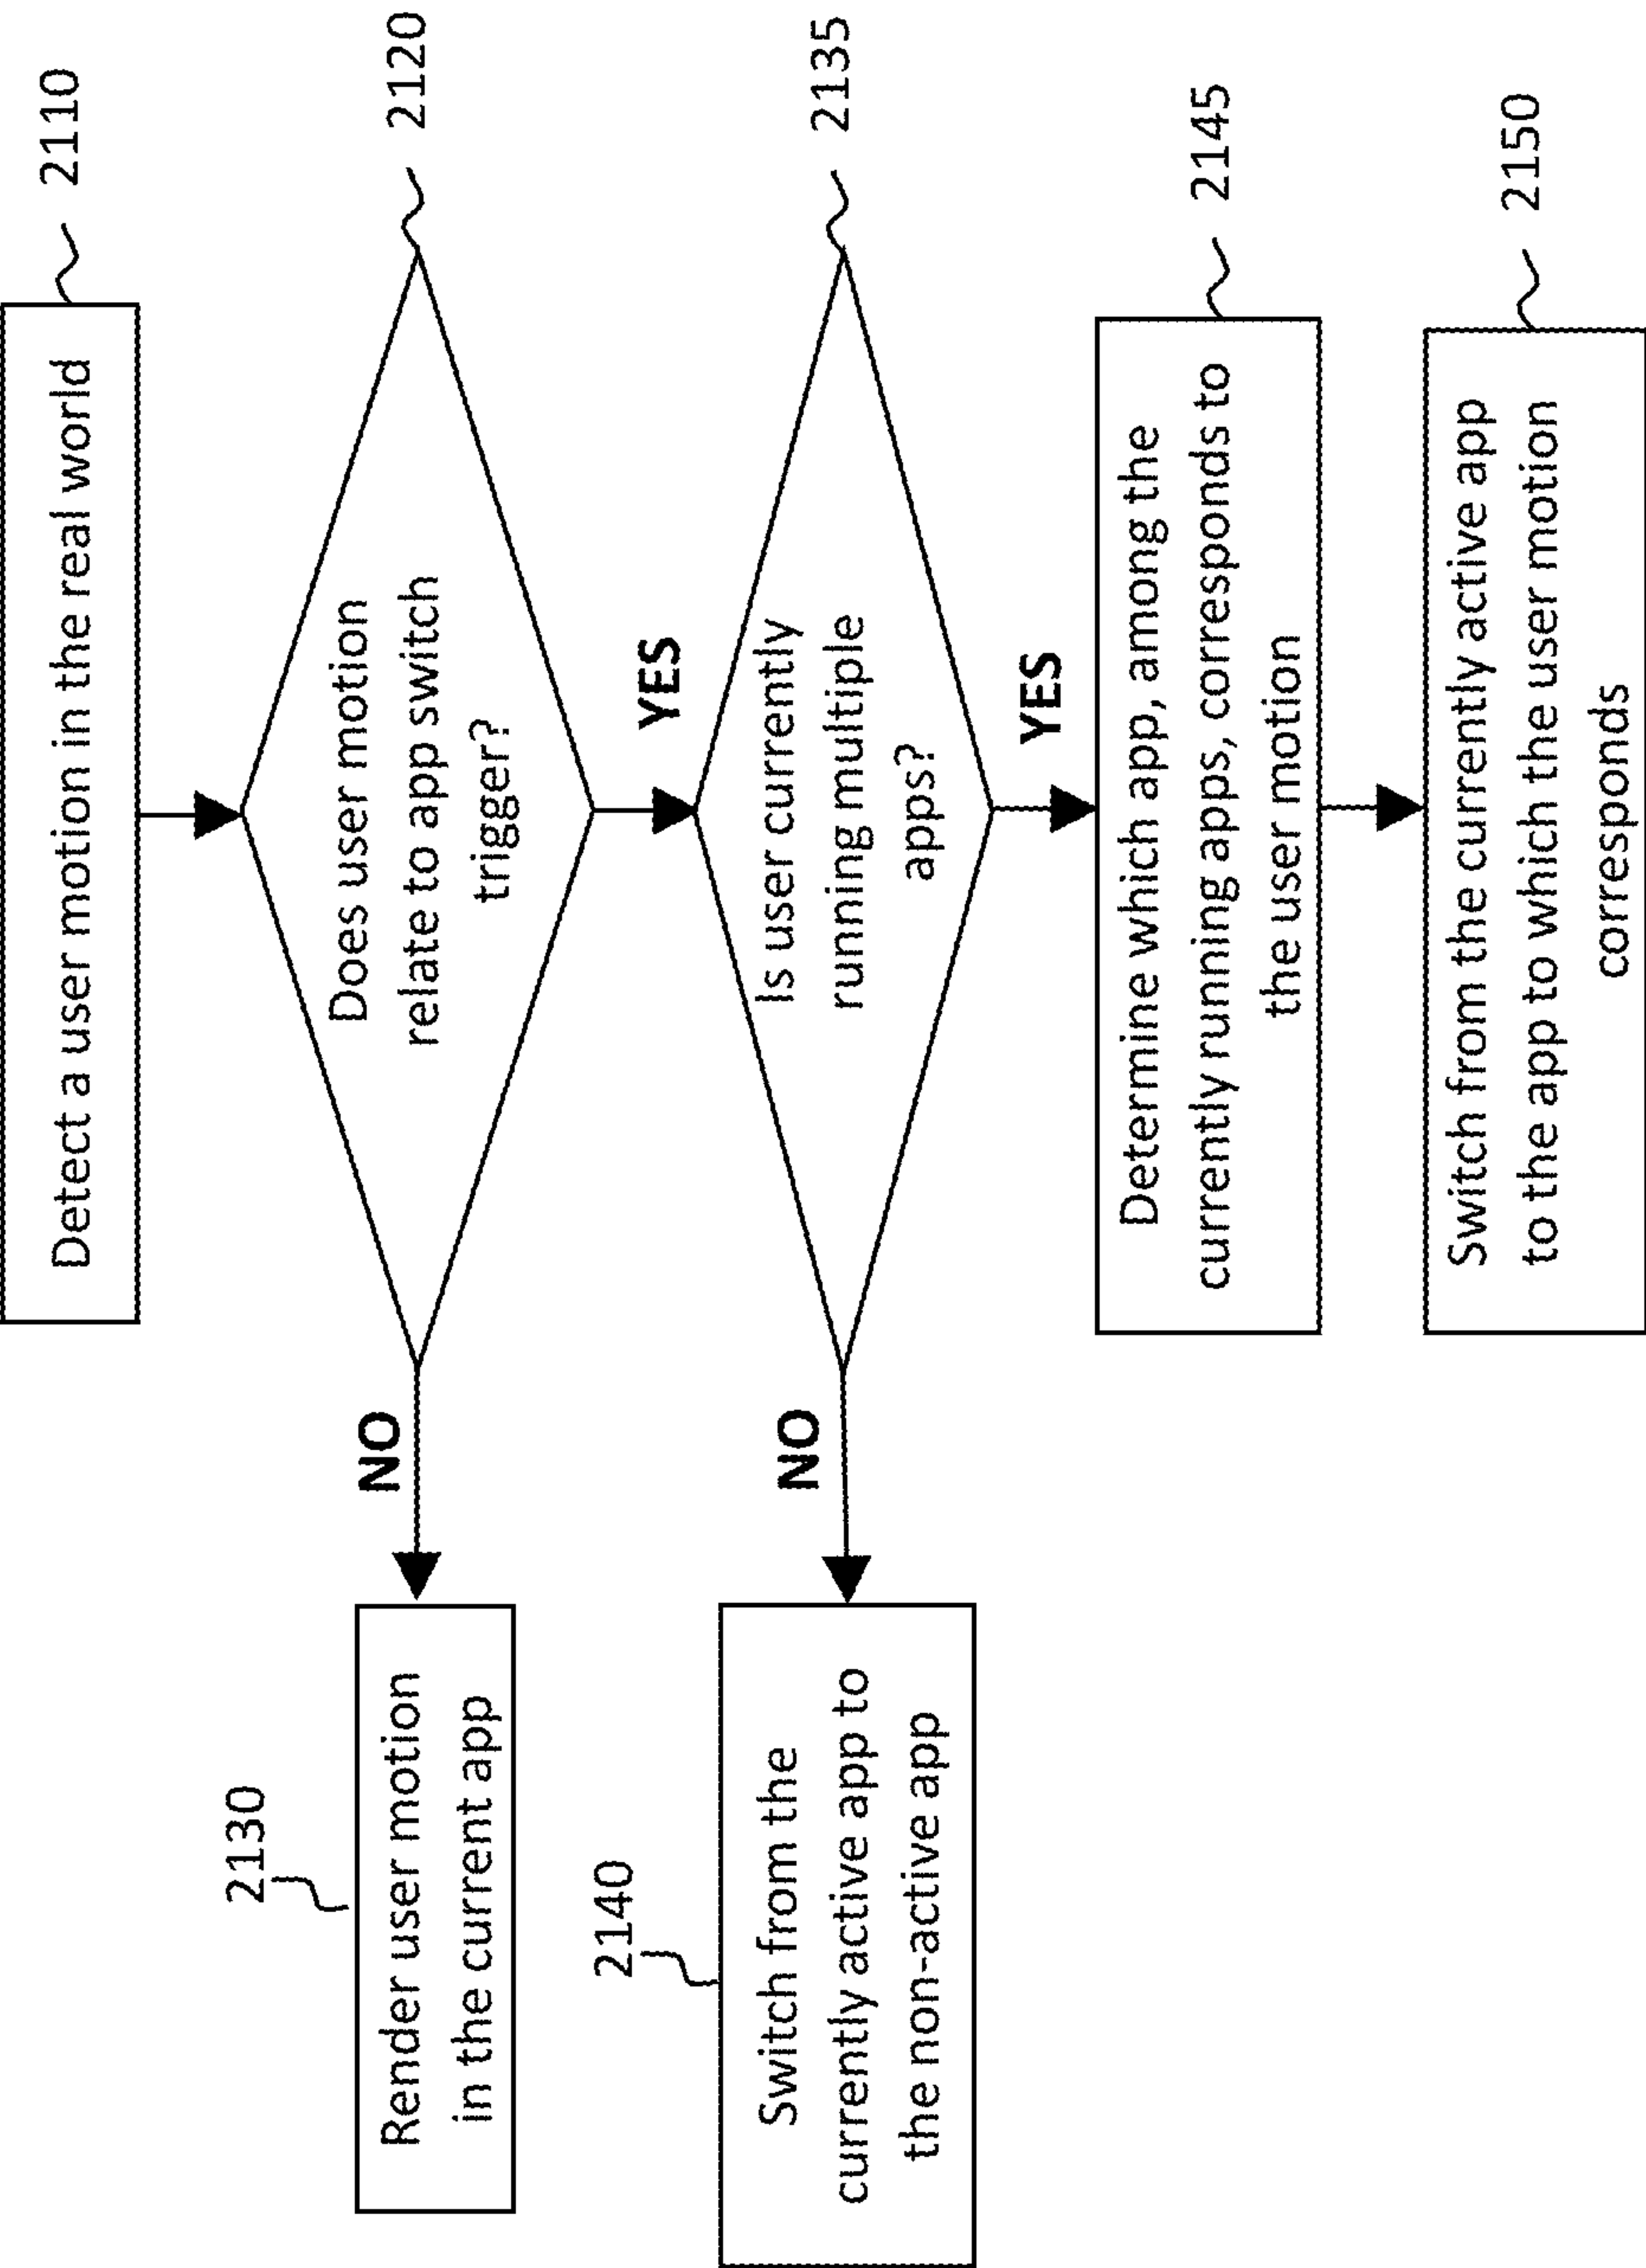 Detect a user motion in the real world
2110
Does user motion
relate to app switch
trigger?
2120
NO
2130
Render user motion
in the current app
YES
Is user currently
running multiple
apps?
2135
NO
2140
Switch from the
currently active app to
the non-active app
YES
Determine which app, among the
currently running apps, corresponds to
the user motion
2145
Switch from the currently active app
to the app to which the user motion
corresponds
2150